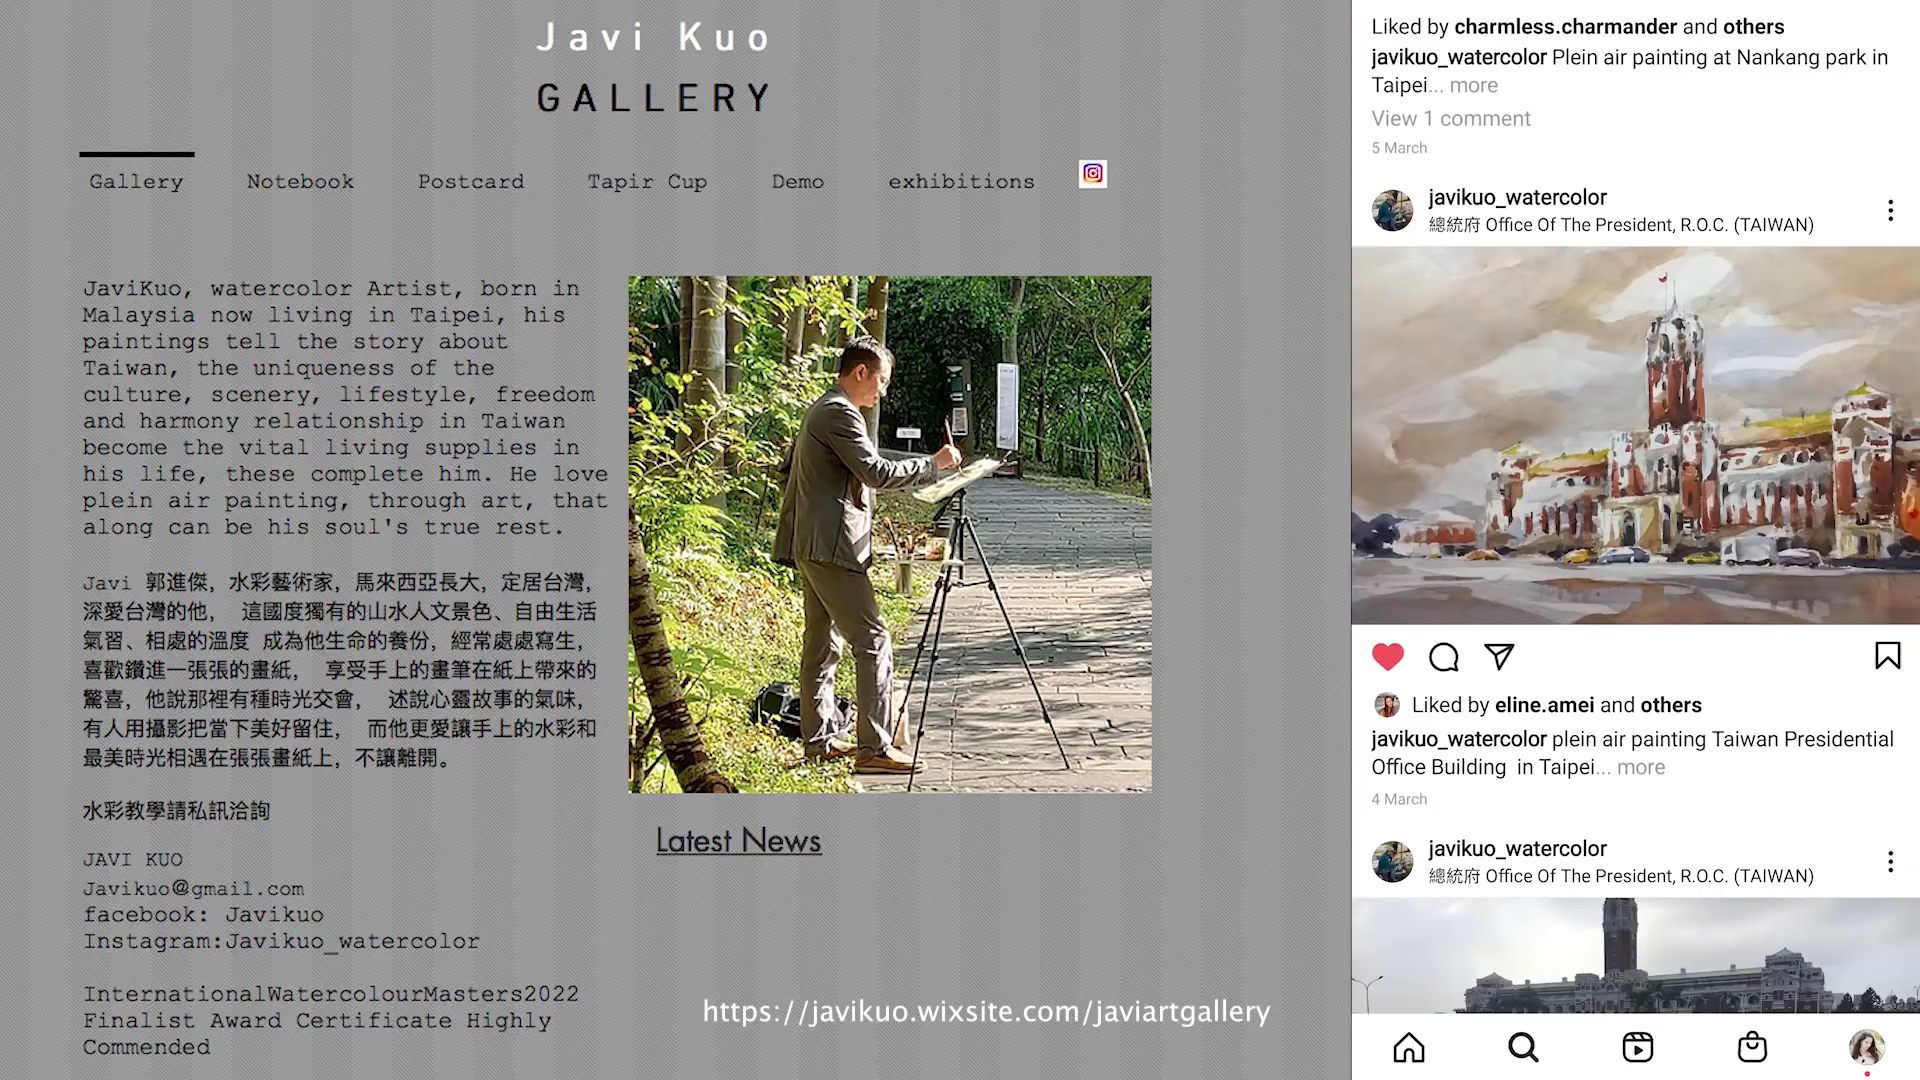 Javi Kuo
GALLERY
Gallery
Notebook
Postcard
Tapir Cup
Demo
exhibitions
JaviKuo, watercolor Artist, born in
Malaysia now living in Taipei, his
paintings tell the story about
Taiwan, the uniqueness of the
culture, scenery, lifestyle, freedom
and harmony relationship in Taiwan
become the vital living supplies in
his life, these complete him. He love
plein air painting, through art, that
along can be his soul's true rest.
Javi 郭進傑，水彩藝術家，馬來西亞長大，定居台灣，
深愛台灣的他， 這國度獨有的山水人文景色、自由生活
氣習、相處的溫度 成為他生命的養份，經常處處寫生，
喜歡鑽進一張張的畫紙， 享受手上的畫筆在紙上帶來的
驚喜，他說那裡有種時光交會， 述說心靈故事的氣味，
有人用攝影把當下美好留住， 而他更愛讓手上的水彩和
最美時光相遇在張張畫紙上，不讓離開。
水彩教學請私訊洽詢
JAVI KUO
Javikuo@gmail.com
facebook: Javikuo
Instagram:Javikuo_watercolor
InternationalWatercolourMasters2022
Finalist Award Certificate Highly
Commended
Latest News
https://javikuo.wixsite.com/javiartgallery
Liked by charmless.charmander and others
javikuo_watercolor Plein air painting at Nankang park in
Taipei... more
View 1 comment
5 March
javikuo_watercolor
總統府 Office Of The President, R.O.C. (TAIWAN)
Liked by eline.amei and others
javikuo_watercolor plein air painting Taiwan Presidential
Office Building in Taipei... more
4 March
javikuo_watercolor
總統府 Office Of The President, R.O.C. (TAIWAN)